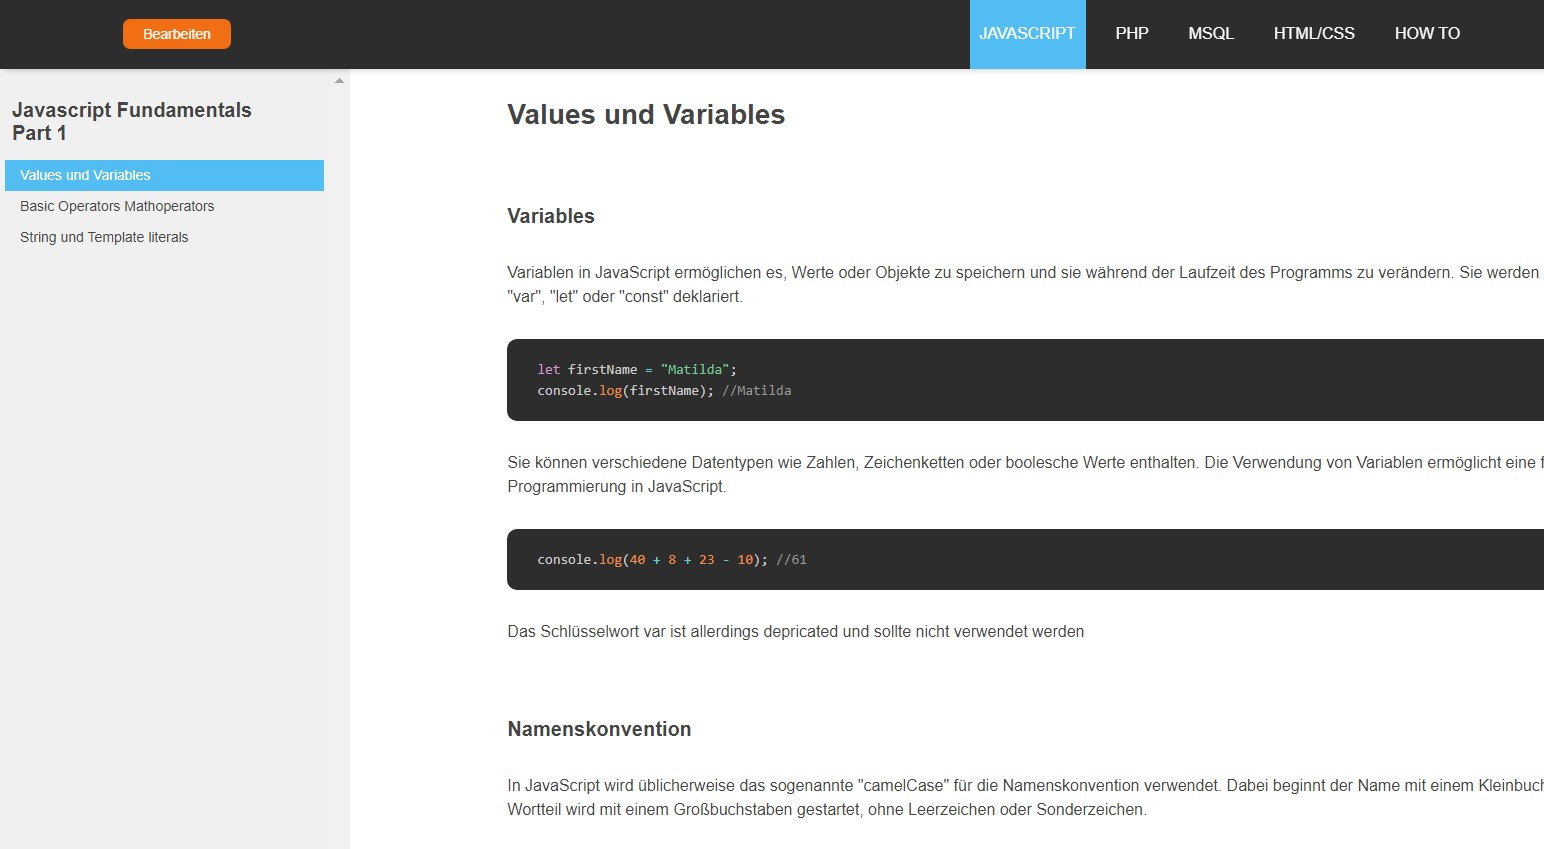 Bearbeiten
JAVASCRIPT PHP MSQL HTML/CSS HOW TO
Javascript Fundamentals
Part 1
Values und Variables
Basic Operators Mathoperators
String und Template literals
Values und Variables
Variables
Variablen in JavaScript ermöglichen es, Werte oder Objekte zu speichern und sie während der Laufzeit des Programms zu verändern. Sie werden
"var", "let" oder "const" deklariert.
let firstName = "Matilda";
console.log(firstName); //Matilda
Sie können verschiedene Datentypen wie Zahlen, Zeichenketten oder boolesche Werte enthalten. Die Verwendung von Variablen ermöglicht eine
Programmierung in JavaScript.
console.log(40 + 8 + 23 - 10); //61
Das Schlüsselwort var ist allerdings depricated und sollte nicht verwendet werden
Namenskonvention
In JavaScript wird üblicherweise das sogenannte "camelCase" für die Namenskonvention verwendet. Dabei beginnt der Name mit einem
Wortteil wird mit einem Großbuchstaben gestartet, ohne Leerzeichen oder Sonderzeichen.